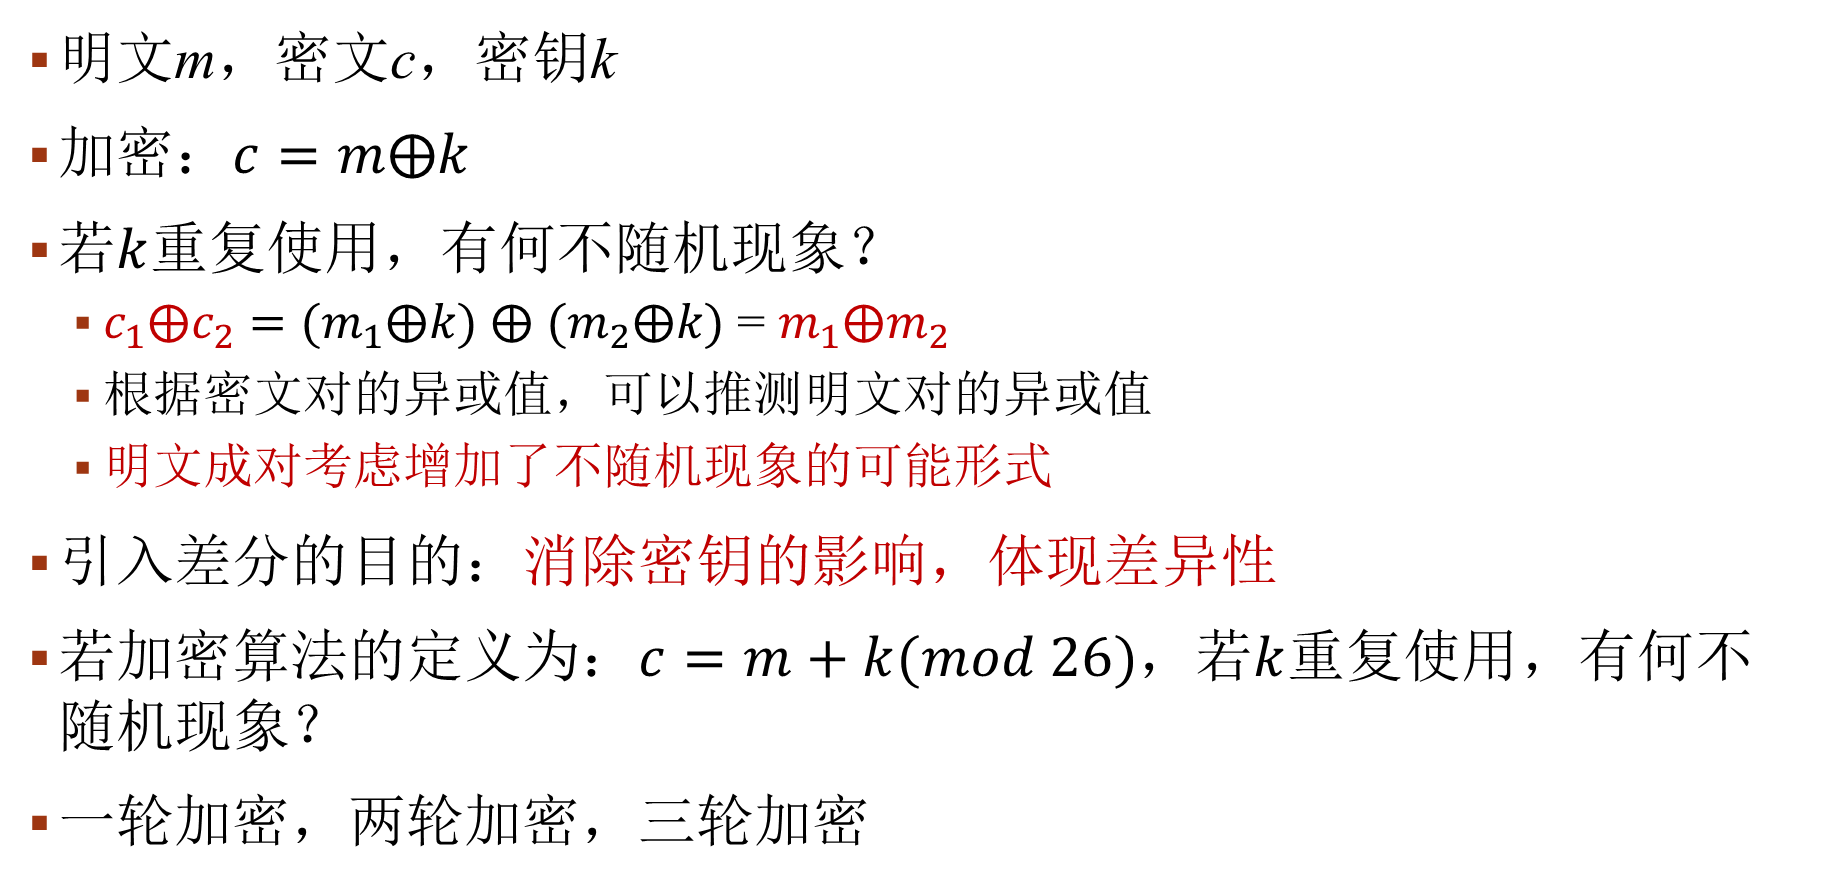 ▪明文m，密文c，密钥k
▪加密：c = m⊕k
▪若k重复使用，有何不随机现象？
▪c₁⊕c₂ = (m₁⊕k) ⊕ (m₂⊕k) = m₁⊕m₂
▪根据密文对的异或值，可以推测明文对的异或值
▪明文成对考虑增加了不随机现象的可能形式
▪引入差分的目的：消除密钥的影响，体现差异性
▪若加密算法的定义为：c = m + k(mod 26)，若k重复使用，有何不
随机现象？
▪一轮加密，两轮加密，三轮加密